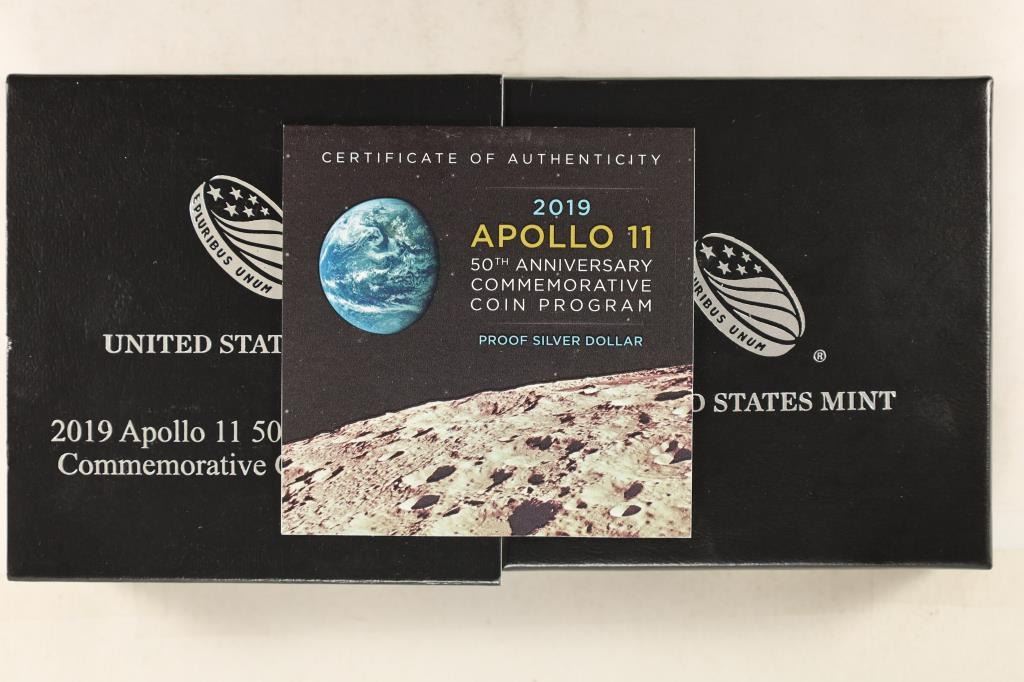 CERTIFICATE OF AUTHENTICITY
2019
APOLLO 11
50TH ANNIVERSARY
COMMEMORATIVE
COIN PROGRAM
PROOF SILVER DOLLAR
E PLURIBUS UNUM
UNITED STAT
2019 Apollo 11 50
Commemorative
URIBUS UNUM
®
D STATES MINT